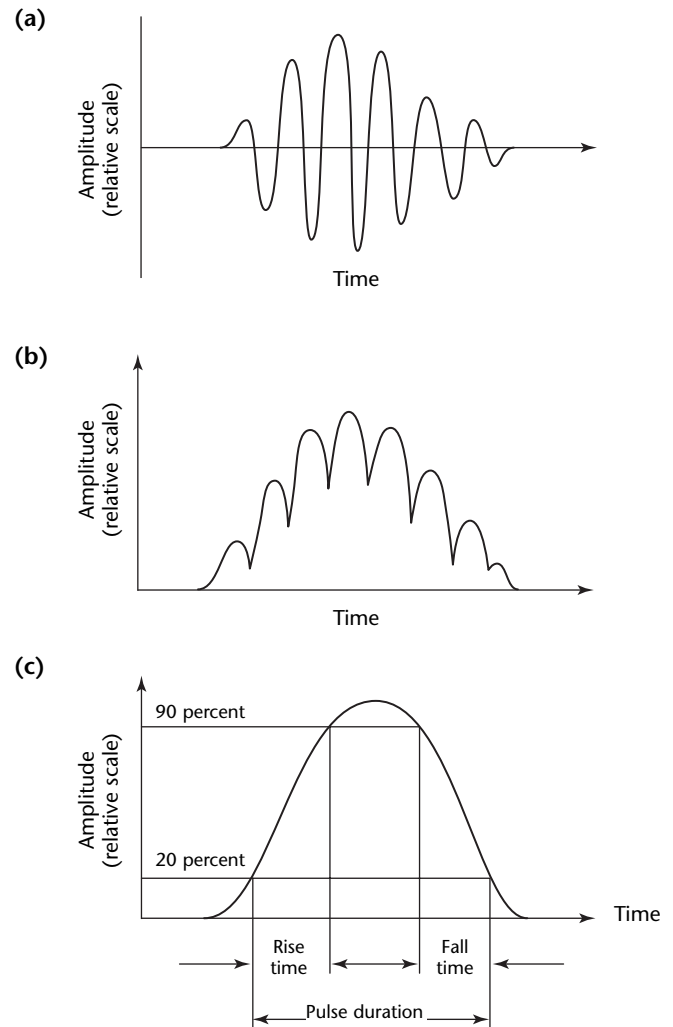 (a)
Amplitude
(relative scale)
Time
(b)
Amplitude
(relative scale)
Time
(c)
90 percent
Amplitude
(relative scale)
20 percent
Time
Rise
time
Fall
time
Pulse duration